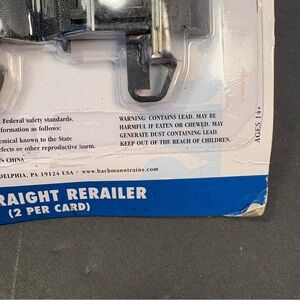 Federal safety standards.
formation as follows:
emical known to the State
efects or other reproductive harm.
N CHINA
DELPHIA, PA 19124 USA · www.bachmanntrains.com
WARNING: CONTAINS LEAD. MAY BE
HARMFUL IF EATEN OR CHEWED. MAY
GENERATE DUST CONTAINING LEAD.
KEEP OUT OF THE REACH OF CHILDREN.
AGES 14+
RAIGHT RERAILER
(2 PER CARD)